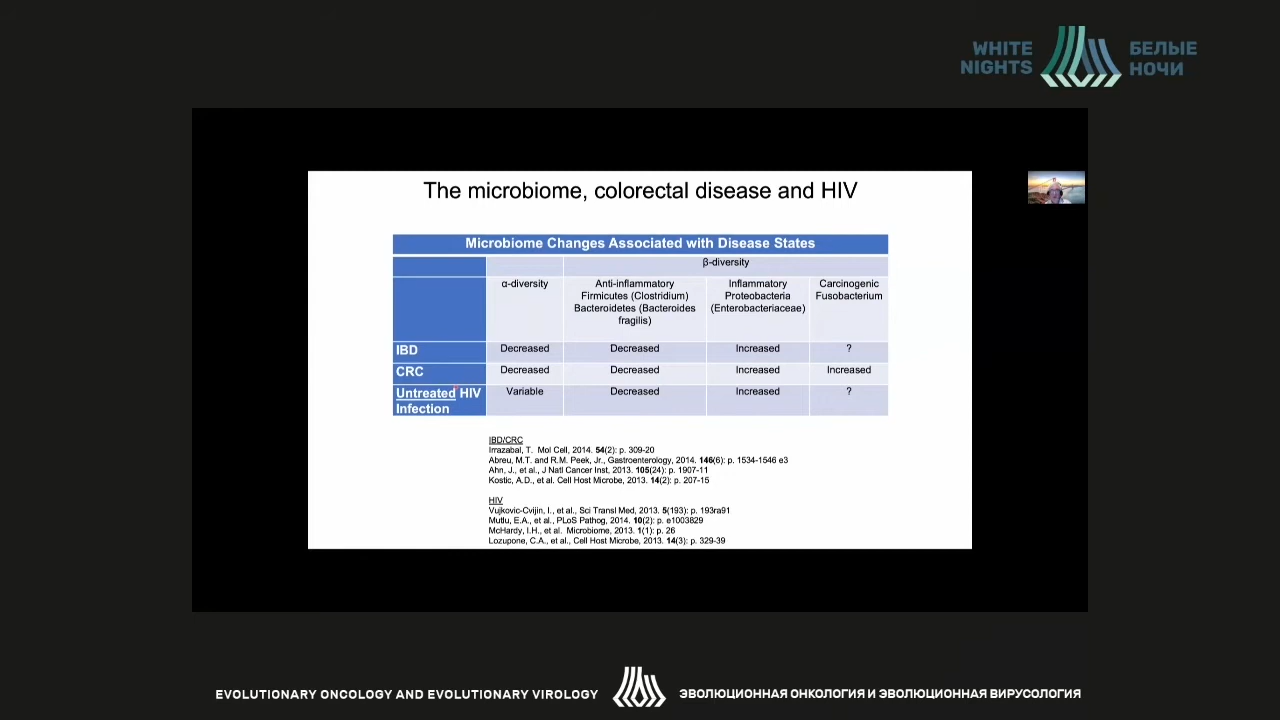 WHITE
NIGHTS
БЕЛЫЕ
НОЧИ
The microbiome, colorectal disease and HIV
Microbiome Changes Associated with Disease States
β-diversity
α-diversity
Anti-inflammatory
Firmicutes (Clostridium)
Bacteroidetes (Bacteroides
fragilis)
Inflammatory
Proteobacteria
(Enterobacteriaceae)
Carcinogenic
Fusobacterium
IBD Decreased Decreased Increased ?
CRC Decreased Decreased Increased Increased
Untreated HIV
Infection
Variable Decreased Increased ?
IBD/CRC
Irrazabal, T. Mol Cell, 2014. 54(2): p. 309-20
Abreu, M.T. and R.M. Peek, Jr., Gastroenterology, 2014. 146(6): p. 1534-1546 e3
Ahn, J., et al., J Natl Cancer Inst, 2013. 105(24): p. 1907-11
Kostic, A.D., et al. Cell Host Microbe, 2013. 14(2): p. 207-15
HIV
Vujkovic-Cvijin, I., et al., Sci Transl Med, 2013. 5(193): p. 193ra91
Mutlu, E.A., et al., PLoS Pathog, 2014. 10(2): p. e1003829
McHardy, I.H., et al. Microbiome, 2013. 1(1): p. 26
Lozupone, C.A., et al., Cell Host Microbe, 2013. 14(3): p. 329-39
EVOLUTIONARY ONCOLOGY AND EVOLUTIONARY VIROLOGY
ЭВОЛЮЦИОННАЯ ОНКОЛОГИЯ И ЭВОЛЮЦИОННАЯ ВИРУСОЛОГИЯ